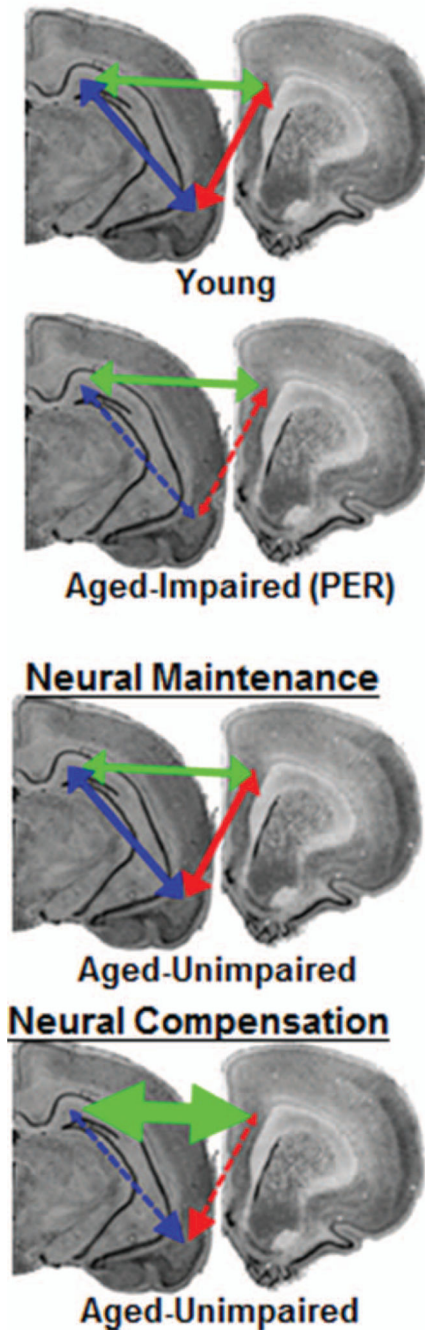 Young
Aged-Impaired (PER)
Neural Maintenance
Aged-Unimpaired
Neural Compensation
Aged-Unimpaired